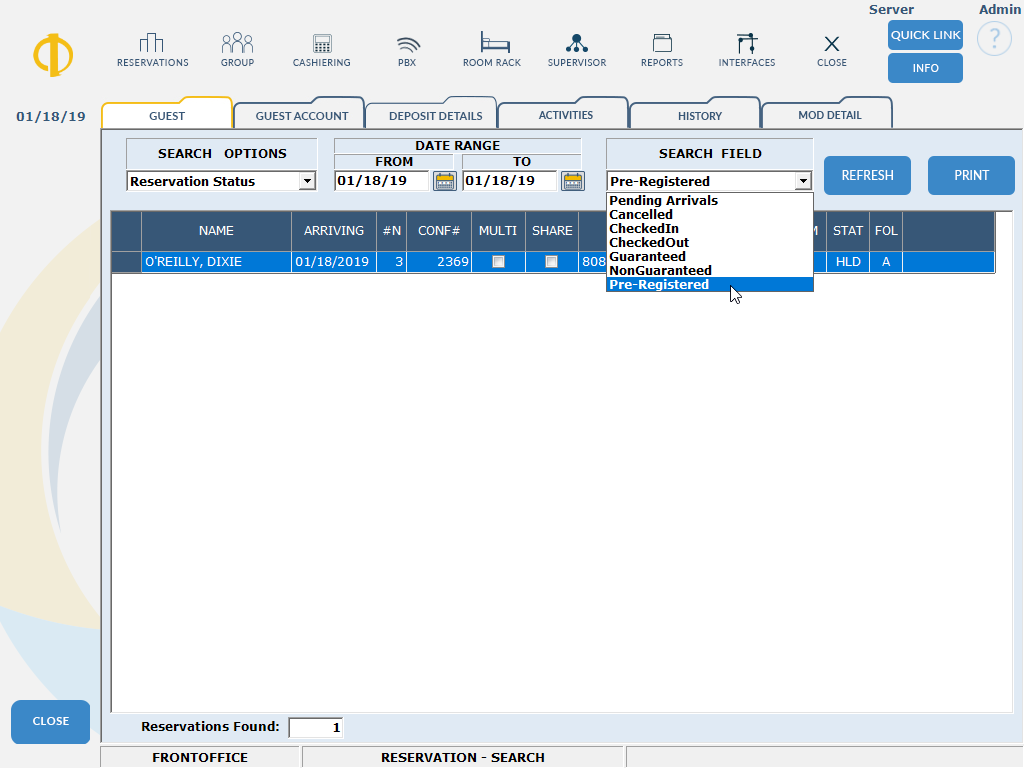 Server Admin
RESERVATIONS GROUP CASHIERING PBX ROOM RACK SUPERVISOR REPORTS INTERFACES CLOSE
QUICK LINK
?
INFO
01/18/19
GUEST GUEST ACCOUNT DEPOSIT DETAILS ACTIVITIES HISTORY MOD DETAIL
SEARCH OPTIONS
DATE RANGE
FROM TO
SEARCH FIELD
Reservation Status
01/18/19 01/18/19
Pre-Registered
REFRESH PRINT
Pending Arrivals
Cancelled
CheckedIn
CheckedOut
Guaranteed
NonGuaranteed
Pre-Registered
NAME ARRIVING #N CONF# MULTI SHARE M STAT FOL
O'REILLY, DIXIE 01/18/2019 3 2369 808 HLD A
Reservations Found: 1
CLOSE
FRONTOFFICE RESERVATION - SEARCH